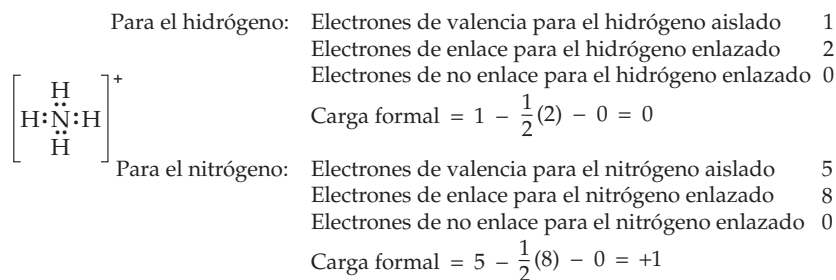 Para el hidrógeno: Electrones de valencia para el hidrógeno aislado 1
Electrones de enlace para el hidrógeno enlazado 2
Electrones de no enlace para el hidrógeno enlazado 0
Carga formal = 1 − 1/2(2) − 0 = 0
[ H +
H:N:H
H ]
Para el nitrógeno: Electrones de valencia para el nitrógeno aislado 5
Electrones de enlace para el nitrógeno enlazado 8
Electrones de no enlace para el nitrógeno enlazado 0
Carga formal = 5 − 1/2(8) − 0 = +1